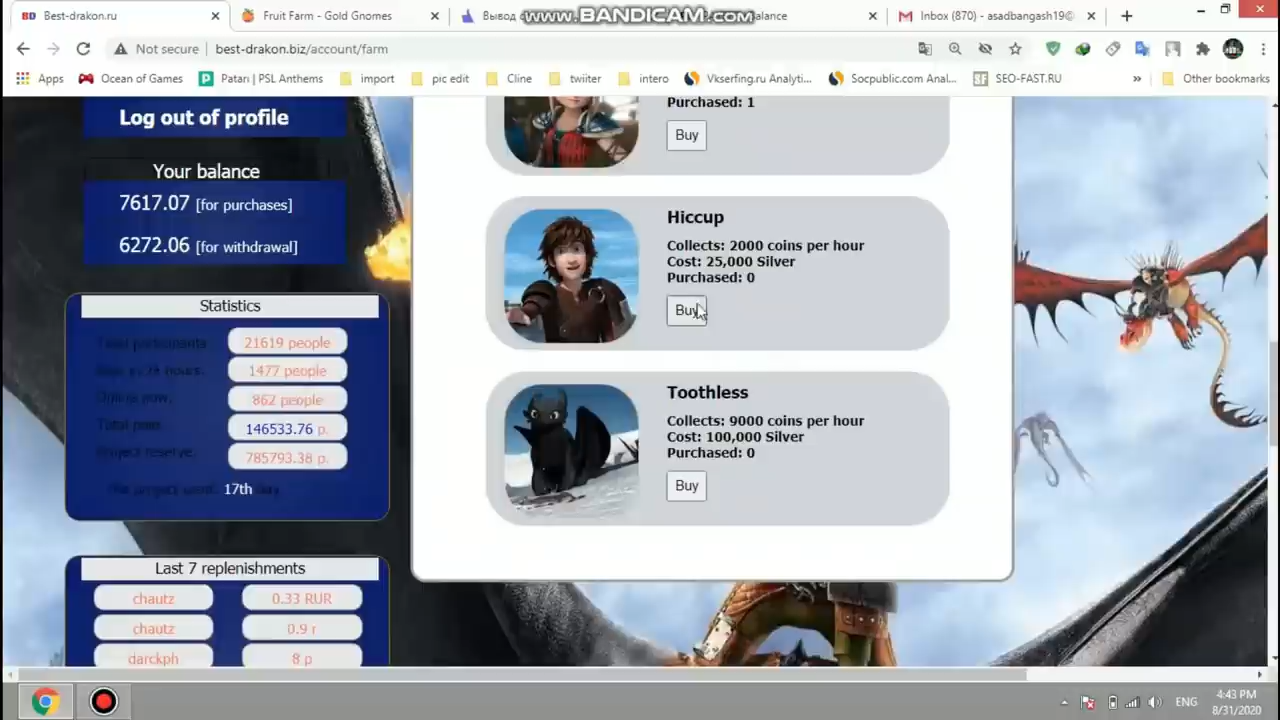 Best-drakon.ru
Fruit Farm - Gold Gnomes
Вывод
www.BANDICAM.com
alance
Inbox (870) - asadbangash19@
Not secure
best-drakon.biz/account/farm
Apps
Ocean of Games
Patari | PSL Anthems
import
pic edit
Cline
twiiter
intero
Vkserfing.ru Analyti...
Socpublic.com Anal...
SEO-FAST.RU
»
Other bookmarks
Log out of profile
Your balance
7617.07 [for purchases]
6272.06 [for withdrawal]
Statistics
21619 people
1477 people
Online now:
862 people
Total paid:
146533.76 р.
Project reserve:
785793.38 p.
17th
Last 7 replenishments
chautz
0.33 RUR
chautz
0.9 r
darckph
8 p
Purchased: 1
Buy
Hiccup
Collects: 2000 coins per hour
Cost: 25,000 Silver
Purchased: 0
Buy
Toothless
Collects: 9000 coins per hour
Cost: 100,000 Silver
Purchased: 0
Buy
ENG
4:43 PM
8/31/2020